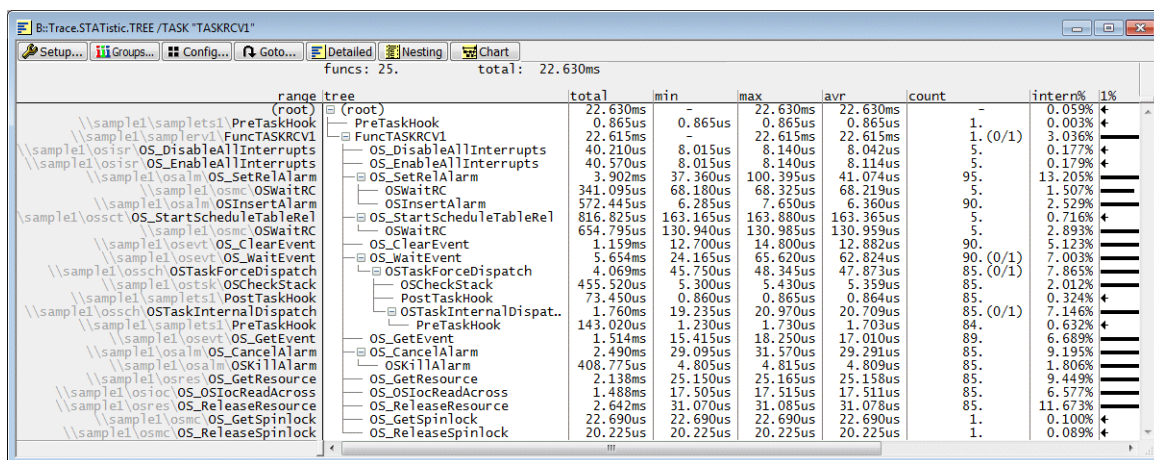 B::Trace.STATistic.TREE /TASK "TASKRCV1"
Setup... Groups... Config... Goto... Detailed Nesting Chart
funcs: 25. total: 22.630ms
range tree total min max avr count intern% 1%
(root) (root) 22.630ms - 22.630ms 22.630ms - 0.059%
\\sample1\samplets1\PreTaskHook PreTaskHook 0.865us 0.865us 0.865us 0.865us 1. 0.003%
\\sample1\samplerv1\FuncTASKRCV1 FuncTASKRCV1 22.615ms - 22.615ms 22.615ms 1.(0/1) 3.036%
\\sample1\osisr\OS_DisableAllInterrupts OS_DisableAllInterrupts 40.210us 8.015us 8.140us 8.042us 5. 0.177%
\\sample1\osisr\OS_EnableAllInterrupts OS_EnableAllInterrupts 40.570us 8.015us 8.140us 8.114us 5. 0.179%
\\sample1\osalm\OS_SetRelAlarm OS_SetRelAlarm 3.902ms 37.360us 100.395us 41.074us 95. 13.205%
\\sample1\osmc\OSWaitRC OSWaitRC 341.095us 68.180us 68.325us 68.219us 5. 1.507%
\\sample1\osalm\OSInsertAlarm OSInsertAlarm 572.445us 6.285us 7.650us 6.360us 90. 2.529%
\sample1\ossct\OS_StartScheduleTableRel OS_StartScheduleTableRel 816.825us 163.165us 163.880us 163.365us 5. 0.716%
\\sample1\osmc\OSWaitRC OSWaitRC 654.795us 130.940us 130.985us 130.959us 5. 2.893%
\\sample1\osevt\OS_ClearEvent OS_ClearEvent 1.159ms 12.700us 14.800us 12.882us 90. 5.123%
\\sample1\osevt\OS_WaitEvent OS_WaitEvent 5.654ms 24.165us 65.620us 62.824us 90.(0/1) 7.003%
\\sample1\ossch\OSTaskForceDispatch OSTaskForceDispatch 4.069ms 45.750us 48.345us 47.873us 85.(0/1) 7.865%
\\sample1\ostsk\OSCheckStack OSCheckStack 455.520us 5.300us 5.430us 5.359us 85. 2.012%
\\sample1\samplets1\PostTaskHook PostTaskHook 73.450us 0.860us 0.865us 0.864us 85. 0.324%
\\sample1\ossch\OSTaskInternalDispatch OSTaskInternalDispat.. 1.760ms 19.235us 20.970us 20.709us 85.(0/1) 7.146%
\\sample1\samplets1\PreTaskHook PreTaskHook 143.020us 1.230us 1.730us 1.703us 84. 0.632%
\\sample1\osevt\OS_GetEvent OS_GetEvent 1.514ms 15.415us 18.250us 17.010us 89. 6.689%
\\sample1\osalm\OS_CancelAlarm OS_CancelAlarm 2.490ms 29.095us 31.570us 29.291us 85. 9.195%
\\sample1\osalm\OSKillAlarm OSKillAlarm 408.775us 4.805us 4.815us 4.809us 85. 1.806%
\\sample1\osres\OS_GetResource OS_GetResource 2.138ms 25.150us 25.165us 25.158us 85. 9.449%
\\sample1\osioc\OS_OSIocReadAcross OS_OSIocReadAcross 1.488ms 17.505us 17.515us 17.511us 85. 6.577%
\\sample1\osres\OS_ReleaseResource OS_ReleaseResource 2.642ms 31.070us 31.085us 31.078us 85. 11.673%
\\sample1\osmc\OS_GetSpinlock OS_GetSpinlock 22.690us 22.690us 22.690us 22.690us 1. 0.100%
\\sample1\osmc\OS_ReleaseSpinlock OS_ReleaseSpinlock 20.225us 20.225us 20.225us 20.225us 1. 0.089%